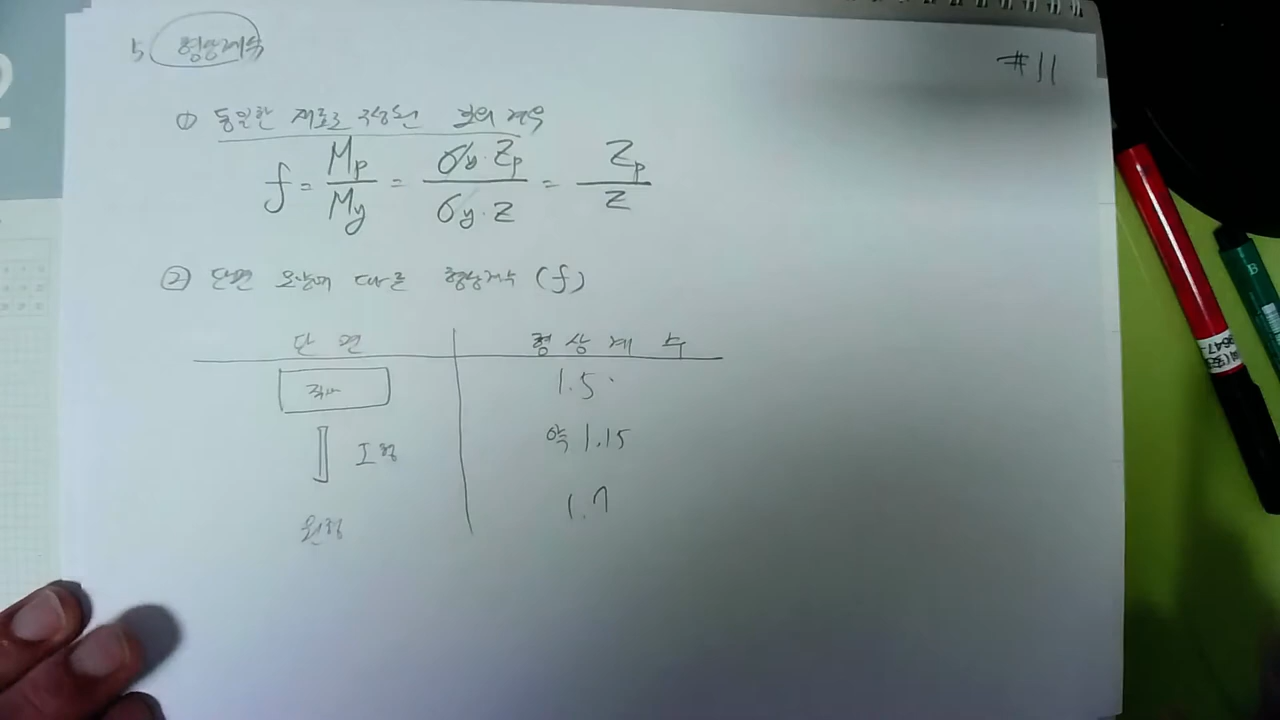 5 형상계수
#11
① 동일한 재료로 구성된 보의 경우
f = Mp / My = σy·Zp / σy·Z = Zp / Z
② 단면 모양에 따른 형상계수 (f)
단면 형상계수
직사 1.5
I형 약 1.15
원형 1.7
B